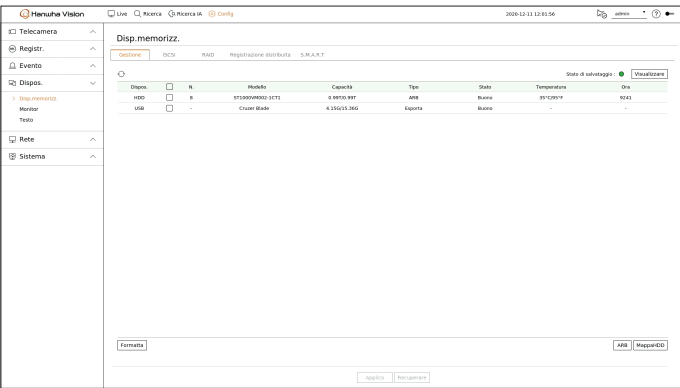 Hanwha Vision
Live Ricerca Ricerca IA Config
2020-12-11 12:01:56
admin
Telecamera
Registr.
Evento
Dispos.
Disp.memorizz.
Monitor
Testo
Rete
Sistema
Disp.memorizz.
Gestione iSCSI RAID Registrazione distribuita S.M.A.R.T
Stato di salvataggio : Visualizzare
Dispos. N. Modello Capacità Tipo Stato Temperatura Ora
HDD 8 ST1000VM002-1CT1 0.99T/0.99T ARB Buono 35°C/95°F 9241
USB - Cruzer Blade 4.15G/15.36G Esporta Buono - -
Formatta ARB MappaHDD
Applica Recuperare